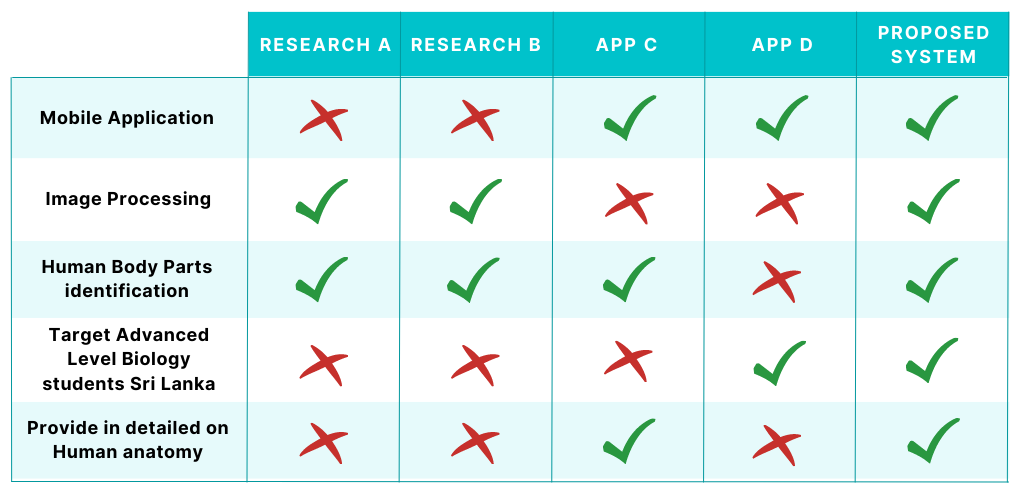 RESEARCH A RESEARCH B APP C APP D PROPOSED
SYSTEM
Mobile Application
Image Processing
Human Body Parts
identification
Target Advanced
Level Biology
students Sri Lanka
Provide in detailed on
Human anatomy